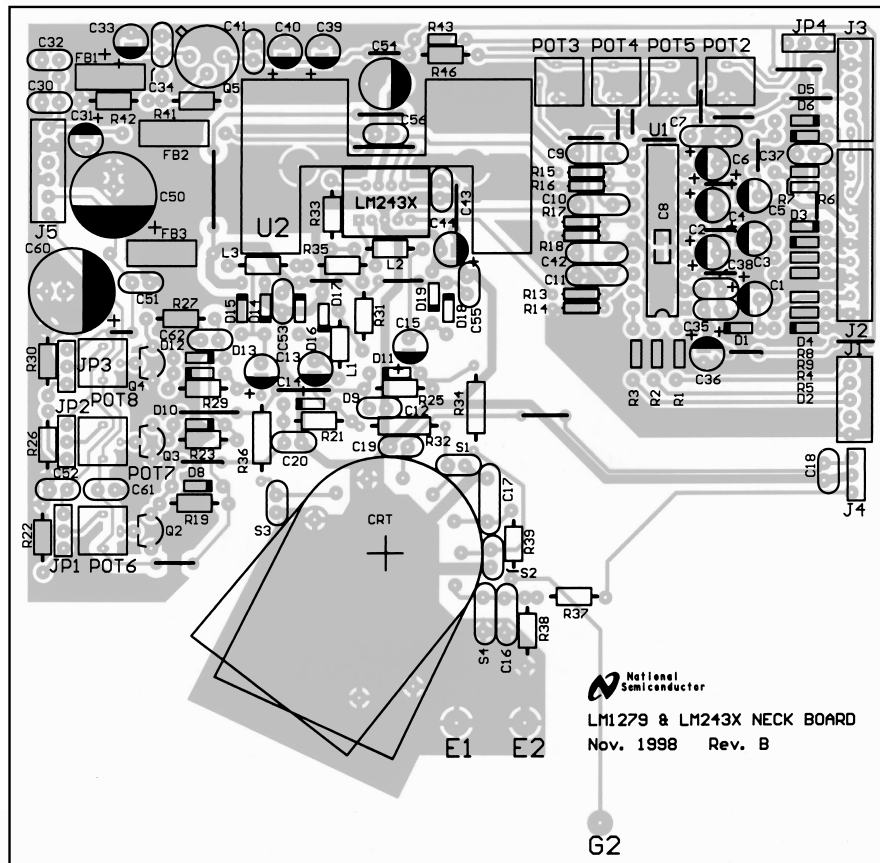 C33
C32
FB1
C34
C41
C40
C39
Q5
C54
R43
R46
POT3
POT4
POT5
POT2
JP4
J3
C30
C31
R42
R41
FB2
C56
D5
D6
C7
U1
C50
J5
C60
FB3
C51
U2
R33
LM243X
C43
C44
C9
R15
R16
C10
R17
R18
C42
C11
R13
R14
C8
C6
C5
C4
C2
C3
C38
C1
C37
R7
R6
D3
L3
R35
L2
D15
D14
C53
D17
D16
R31
L1
D19
D18
C55
C15
R27
C62
D12
D13
C13
C14
D11
R25
R30
JP3
POT8
Q4
R29
D10
D9
C12
R34
C35
D1
C36
R3
R2
R1
D4
J2
R8
J1
R9
R4
R5
D2
JP2
R26
POT7
Q3
R23
R36
R21
R32
C20
C19
S1
C52
C61
D8
R19
R22
Q2
JP1
POT6
S3
CRT
C17
R39
S2
C18
J4
R37
R38
S4
C16
National
Semiconductor
LM1279 & LM243X NECK BOARD
Nov. 1998 Rev. B
E1
E2
G2